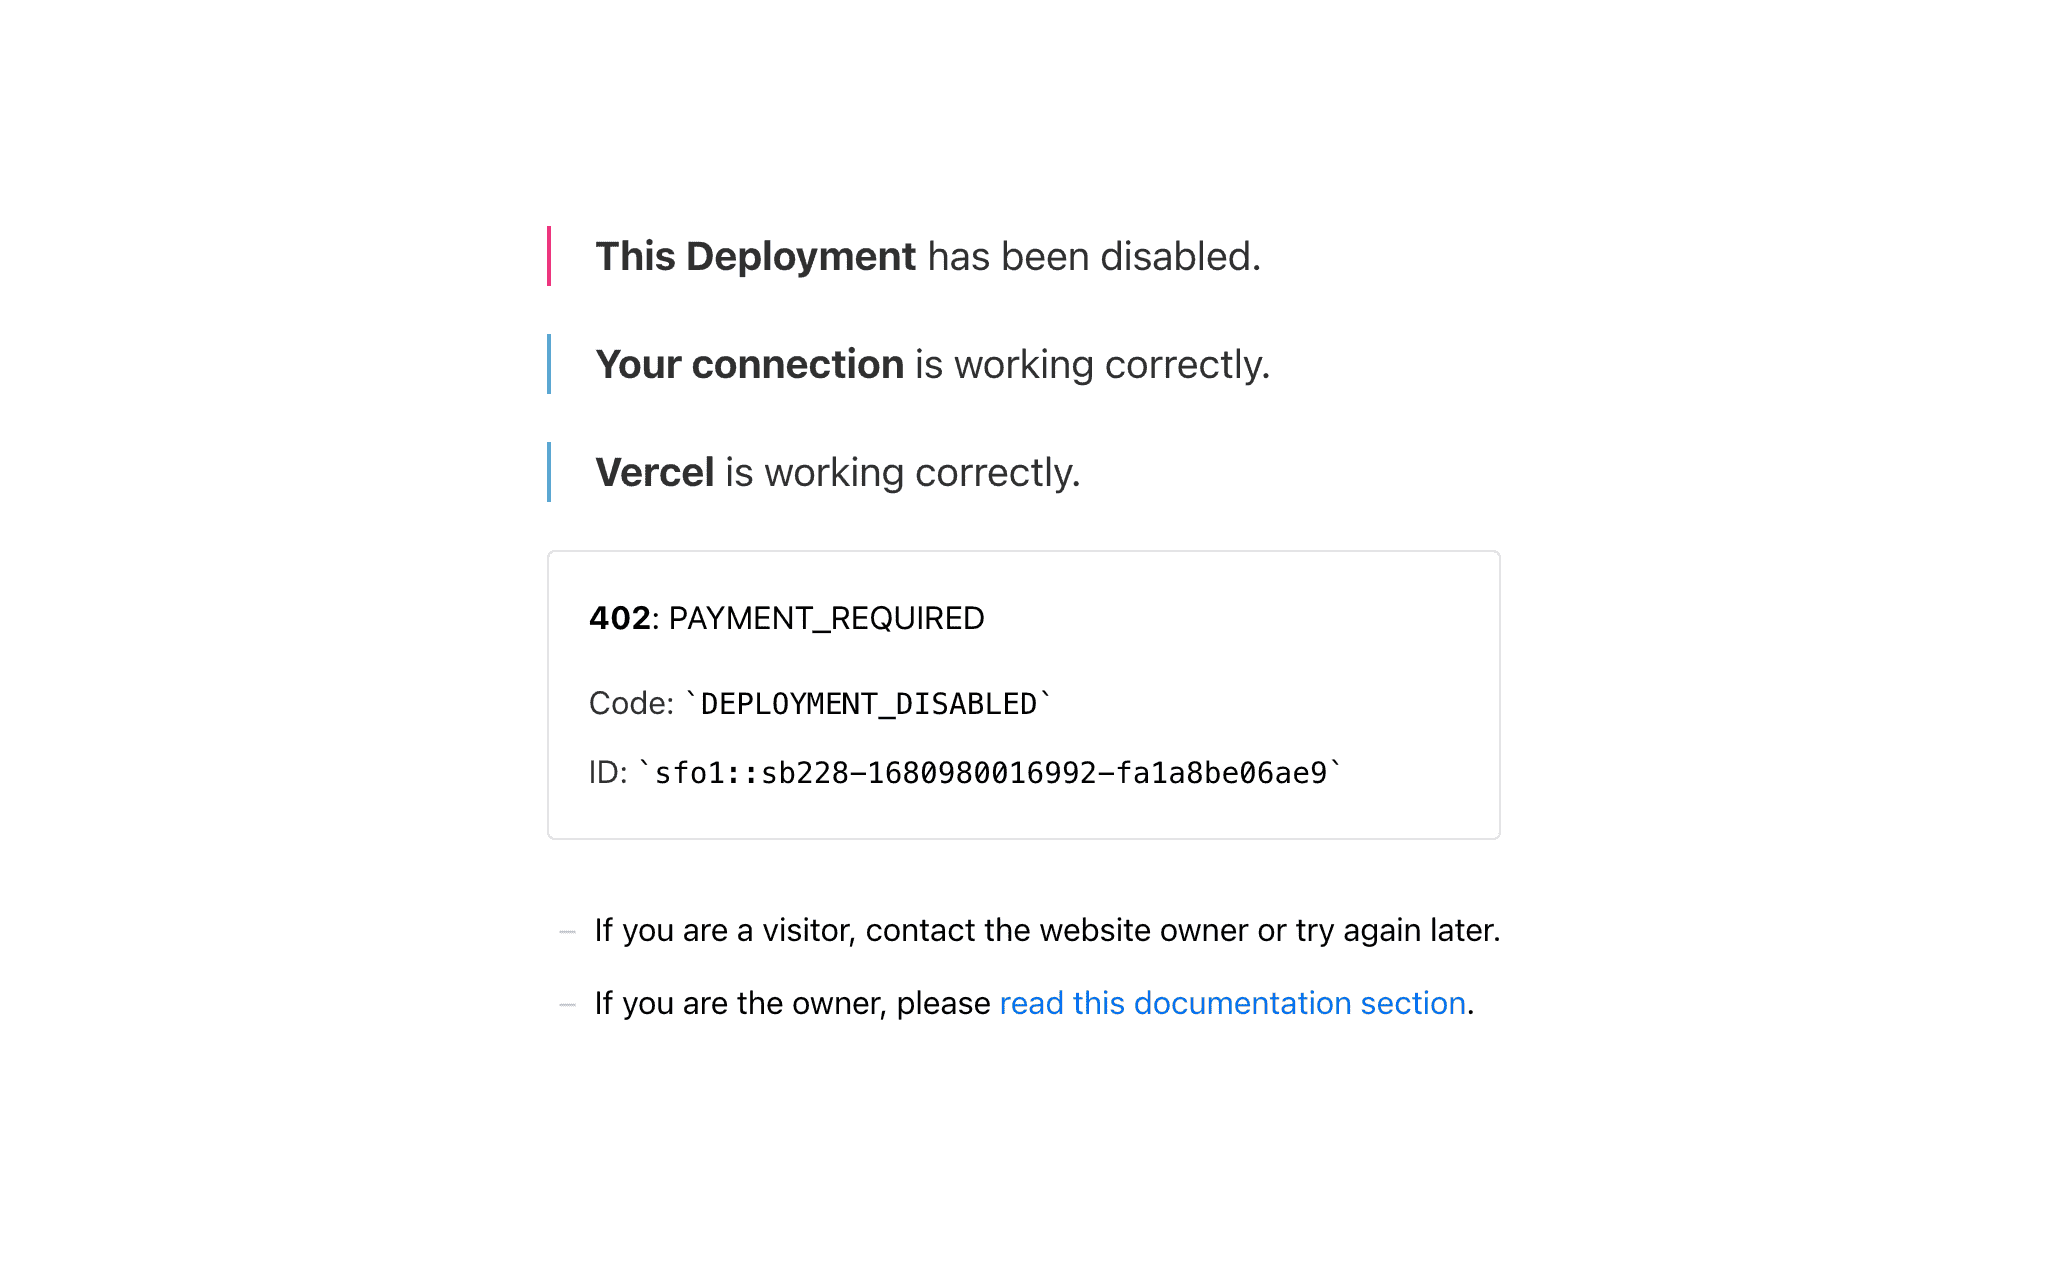 This Deployment has been disabled.
Your connection is working correctly.
Vercel is working correctly.
402: PAYMENT_REQUIRED
Code: `DEPLOYMENT_DISABLED`
ID: `sfo1::sb228-1680980016992-fa1a8be06ae9`
– If you are a visitor, contact the website owner or try again later.
– If you are the owner, please read this documentation section.